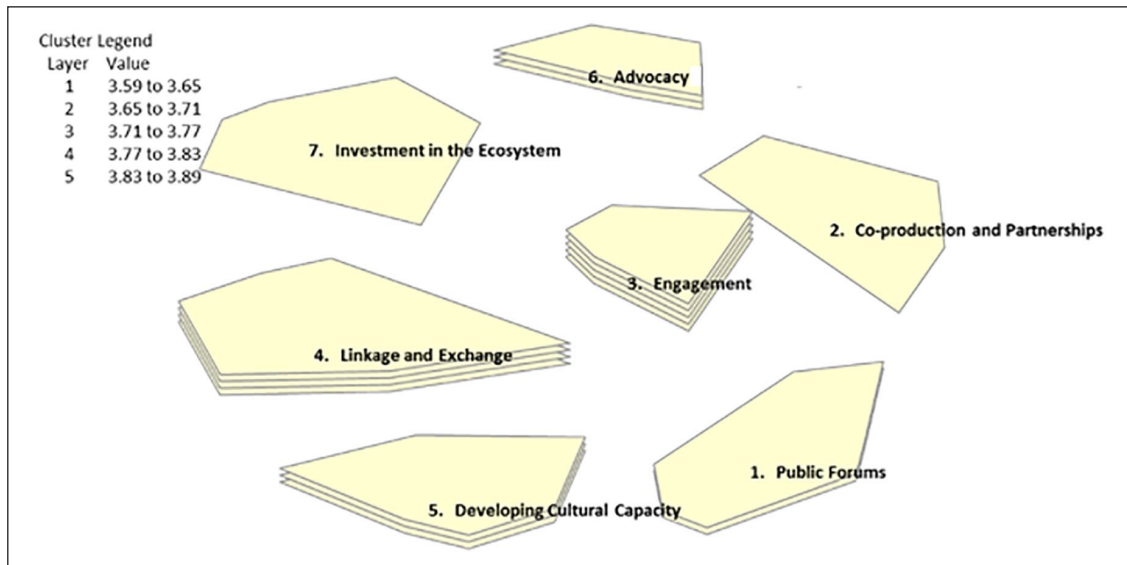 Cluster Legend
Layer Value
1 3.59 to 3.65
2 3.65 to 3.71
3 3.71 to 3.77
4 3.77 to 3.83
5 3.83 to 3.89
6. Advocacy
7. Investment in the Ecosystem
2. Co-production and Partnerships
3. Engagement
4. Linkage and Exchange
1. Public Forums
5. Developing Cultural Capacity